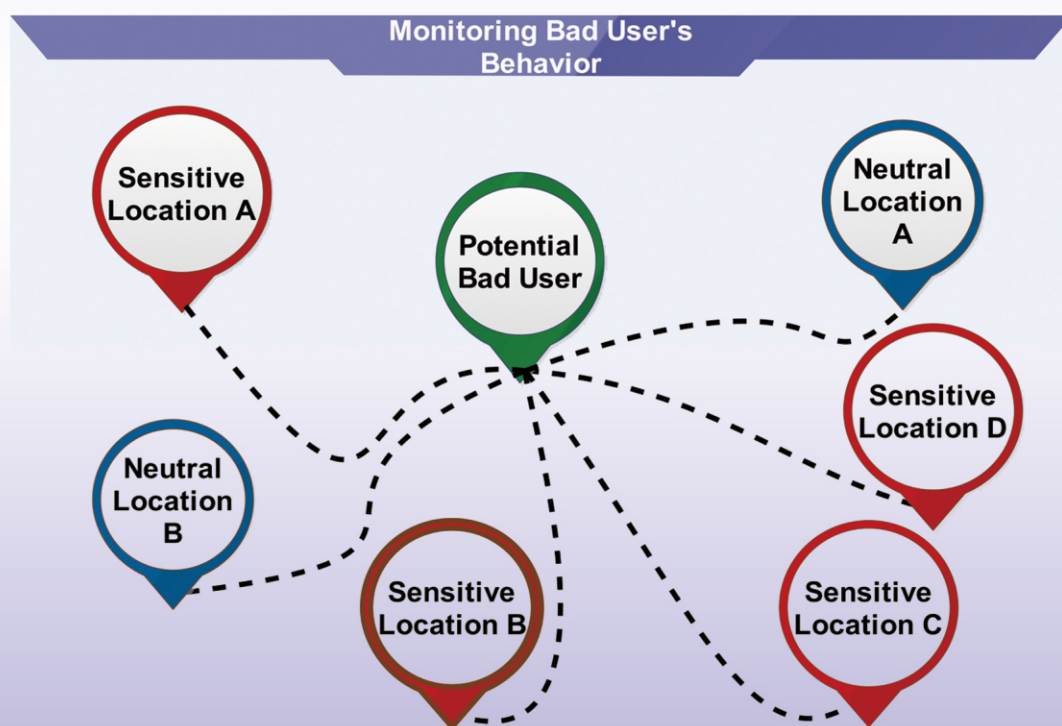 Monitoring Bad User's
Behavior
Sensitive
Location A
Potential
Bad User
Neutral
Location
A
Sensitive
Location D
Neutral
Location
B
Sensitive
Location B
Sensitive
Location C